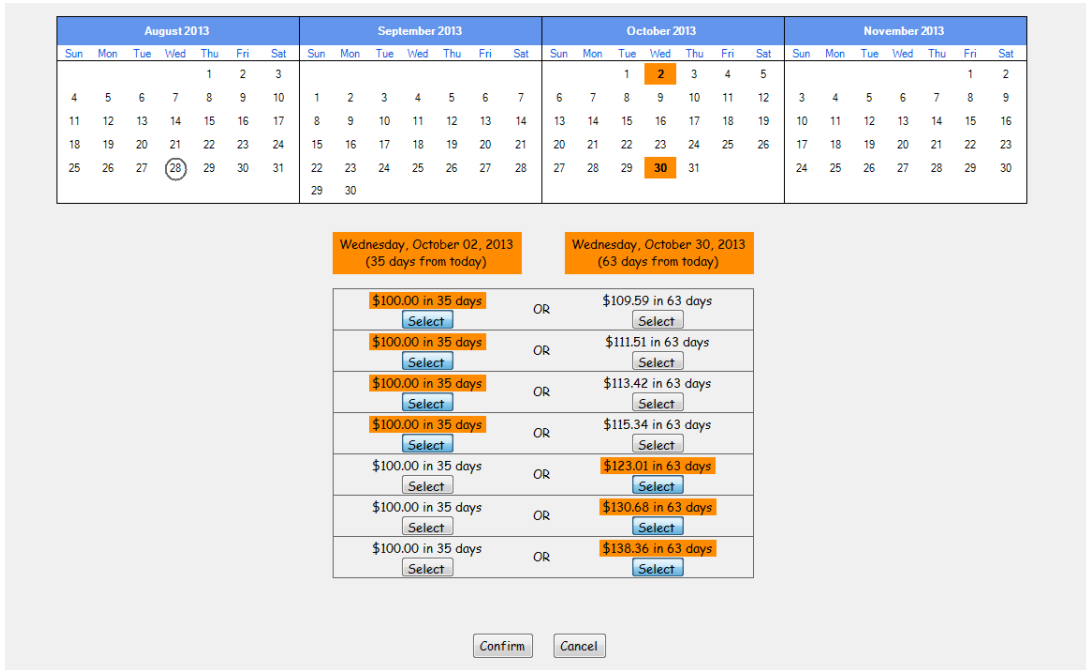 August 2013 September 2013 October 2013 November 2013
Sun Mon Tue Wed Thu Fri Sat Sun Mon Tue Wed Thu Fri Sat Sun Mon Tue Wed Thu Fri Sat Sun Mon Tue Wed Thu Fri Sat
1 2 3 1 2 3 4 5 1 2
4 5 6 7 8 9 10 1 2 3 4 5 6 7 6 7 8 9 10 11 12 3 4 5 6 7 8 9
11 12 13 14 15 16 17 8 9 10 11 12 13 14 13 14 15 16 17 18 19 10 11 12 13 14 15 16
18 19 20 21 22 23 24 15 16 17 18 19 20 21 20 21 22 23 24 25 26 17 18 19 20 21 22 23
25 26 27 28 29 30 31 22 23 24 25 26 27 28 27 28 29 30 31 24 25 26 27 28 29 30
29 30
Wednesday, October 02, 2013 Wednesday, October 30, 2013
(35 days from today) (63 days from today)
$100.00 in 35 days OR $109.59 in 63 days
Select Select
$100.00 in 35 days OR $111.51 in 63 days
Select Select
$100.00 in 35 days OR $113.42 in 63 days
Select Select
$100.00 in 35 days OR $115.34 in 63 days
Select Select
$100.00 in 35 days OR $123.01 in 63 days
Select Select
$100.00 in 35 days OR $130.68 in 63 days
Select Select
$100.00 in 35 days OR $138.36 in 63 days
Select Select
Confirm Cancel